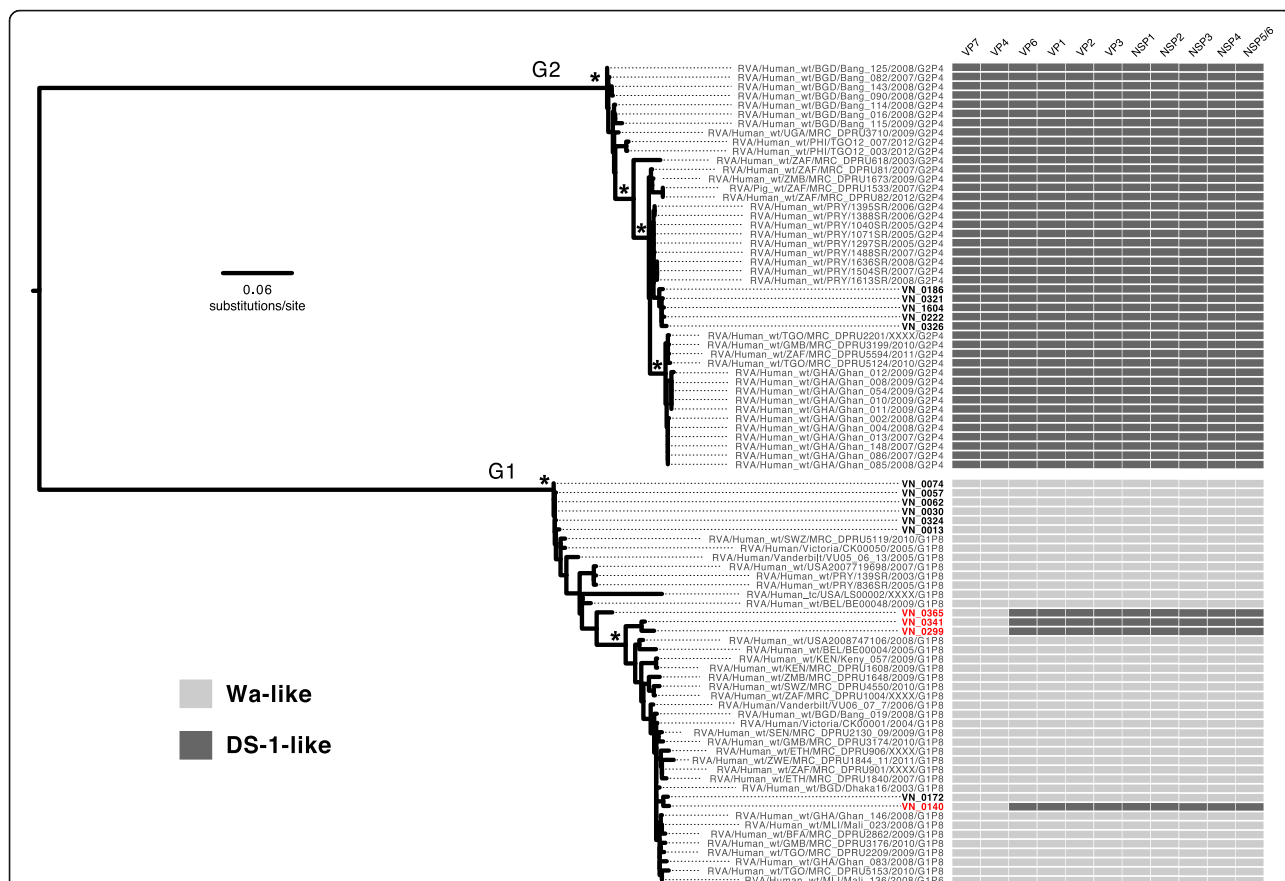 VP7 VP4 VP6 VP1 VP2 VP3 NSP1 NSP2 NSP3 NSP4 NSP5/6
G2
*
RVA/Human_wt/BGD/Bang_125/2008/G2P4
RVA/Human_wt/BGD/Bang_082/2007/G2P4
RVA/Human_wt/BGD/Bang_143/2008/G2P4
RVA/Human_wt/BGD/Bang_090/2008/G2P4
RVA/Human_wt/BGD/Bang_114/2008/G2P4
RVA/Human_wt/BGD/Bang_016/2008/G2P4
RVA/Human_wt/BGD/Bang_115/2009/G2P4
RVA/Human_wt/UGA/MRC_DPRU3710/2009/G2P4
RVA/Human_wt/PHI/TGO12_007/2012/G2P4
RVA/Human_wt/PHI/TGO12_003/2012/G2P4
RVA/Human_wt/ZAF/MRC_DPRU618/2003/G2P4
RVA/Human_wt/ZAF/MRC_DPRU81/2007/G2P4
RVA/Human_wt/ZMB/MRC_DPRU1673/2009/G2P4
*
RVA/Pig_wt/ZAF/MRC_DPRU1533/2007/G2P4
RVA/Human_wt/ZAF/MRC_DPRU82/2012/G2P4
RVA/Human_wt/PRY/1395SR/2006/G2P4
RVA/Human_wt/PRY/1388SR/2006/G2P4
RVA/Human_wt/PRY/1040SR/2005/G2P4
*
RVA/Human_wt/PRY/1071SR/2005/G2P4
RVA/Human_wt/PRY/1297SR/2005/G2P4
RVA/Human_wt/PRY/1488SR/2007/G2P4
RVA/Human_wt/PRY/1636SR/2008/G2P4
RVA/Human_wt/PRY/1504SR/2007/G2P4
RVA/Human_wt/PRY/1613SR/2008/G2P4
0.06
substitutions/site
VN_0186
VN_0321
VN_1604
VN_0222
VN_0326
RVA/Human_wt/TGO/MRC_DPRU2201/XXXX/G2P4
RVA/Human_wt/GMB/MRC_DPRU3199/2010/G2P4
RVA/Human_wt/ZAF/MRC_DPRU5594/2011/G2P4
*
RVA/Human_wt/TGO/MRC_DPRU5124/2010/G2P4
RVA/Human_wt/GHA/Ghan_012/2009/G2P4
RVA/Human_wt/GHA/Ghan_008/2009/G2P4
RVA/Human_wt/GHA/Ghan_054/2009/G2P4
RVA/Human_wt/GHA/Ghan_010/2009/G2P4
RVA/Human_wt/GHA/Ghan_011/2009/G2P4
RVA/Human_wt/GHA/Ghan_002/2008/G2P4
RVA/Human_wt/GHA/Ghan_004/2008/G2P4
RVA/Human_wt/GHA/Ghan_013/2007/G2P4
RVA/Human_wt/GHA/Ghan_148/2007/G2P4
RVA/Human_wt/GHA/Ghan_086/2007/G2P4
RVA/Human_wt/GHA/Ghan_085/2008/G2P4
G1
*
VN_0074
VN_0057
VN_0062
VN_0030
VN_0324
VN_0013
RVA/Human_wt/SWZ/MRC_DPRU5119/2010/G1P8
RVA/Human/Victoria/CK00050/2005/G1P8
RVA/Human/Vanderbilt/VU05_06_13/2005/G1P8
RVA/Human_wt/USA2007719698/2007/G1P8
RVA/Human_wt/PRY/139SR/2003/G1P8
RVA/Human_wt/PRY/836SR/2005/G1P8
RVA/Human_tc/USA/LS00002/XXXX/G1P8
RVA/Human_wt/BEL/BE00048/2009/G1P8
VN_0365
VN_0341
*
VN_0299
RVA/Human_wt/USA2008747106/2008/G1P8
RVA/Human_wt/BEL/BE00004/2005/G1P8
RVA/Human_wt/KEN/Keny_057/2009/G1P8
RVA/Human_wt/KEN/MRC_DPRU1608/2009/G1P8
RVA/Human_wt/ZMB/MRC_DPRU1648/2009/G1P8
RVA/Human_wt/SWZ/MRC_DPRU4550/2010/G1P8
RVA/Human_wt/ZAF/MRC_DPRU1004/XXXX/G1P8
RVA/Human/Vanderbilt/VU06_07_7/2006/G1P8
RVA/Human_wt/BGD/Bang_019/2008/G1P8
RVA/Human/Victoria/CK00001/2004/G1P8
RVA/Human_wt/SEN/MRC_DPRU2130_09/2009/G1P8
RVA/Human_wt/GMB/MRC_DPRU3174/2010/G1P8
RVA/Human_wt/ETH/MRC_DPRU906/XXXX/G1P8
RVA/Human_wt/ZWE/MRC_DPRU1844_11/2011/G1P8
RVA/Human_wt/ZAF/MRC_DPRU901/XXXX/G1P8
RVA/Human_wt/ETH/MRC_DPRU1840/2007/G1P8
RVA/Human_wt/BGD/Dhaka16/2003/G1P8
VN_0172
VN_0140
RVA/Human_wt/GHA/Ghan_146/2008/G1P8
RVA/Human_wt/MLI/Mali_023/2008/G1P8
RVA/Human_wt/BFA/MRC_DPRU2862/2009/G1P8
RVA/Human_wt/GMB/MRC_DPRU3176/2010/G1P8
RVA/Human_wt/TGO/MRC_DPRU2209/2009/G1P8
RVA/Human_wt/GHA/Ghan_083/2008/G1P8
RVA/Human_wt/TGO/MRC_DPRU5153/2010/G1P8
Wa-like
DS-1-like